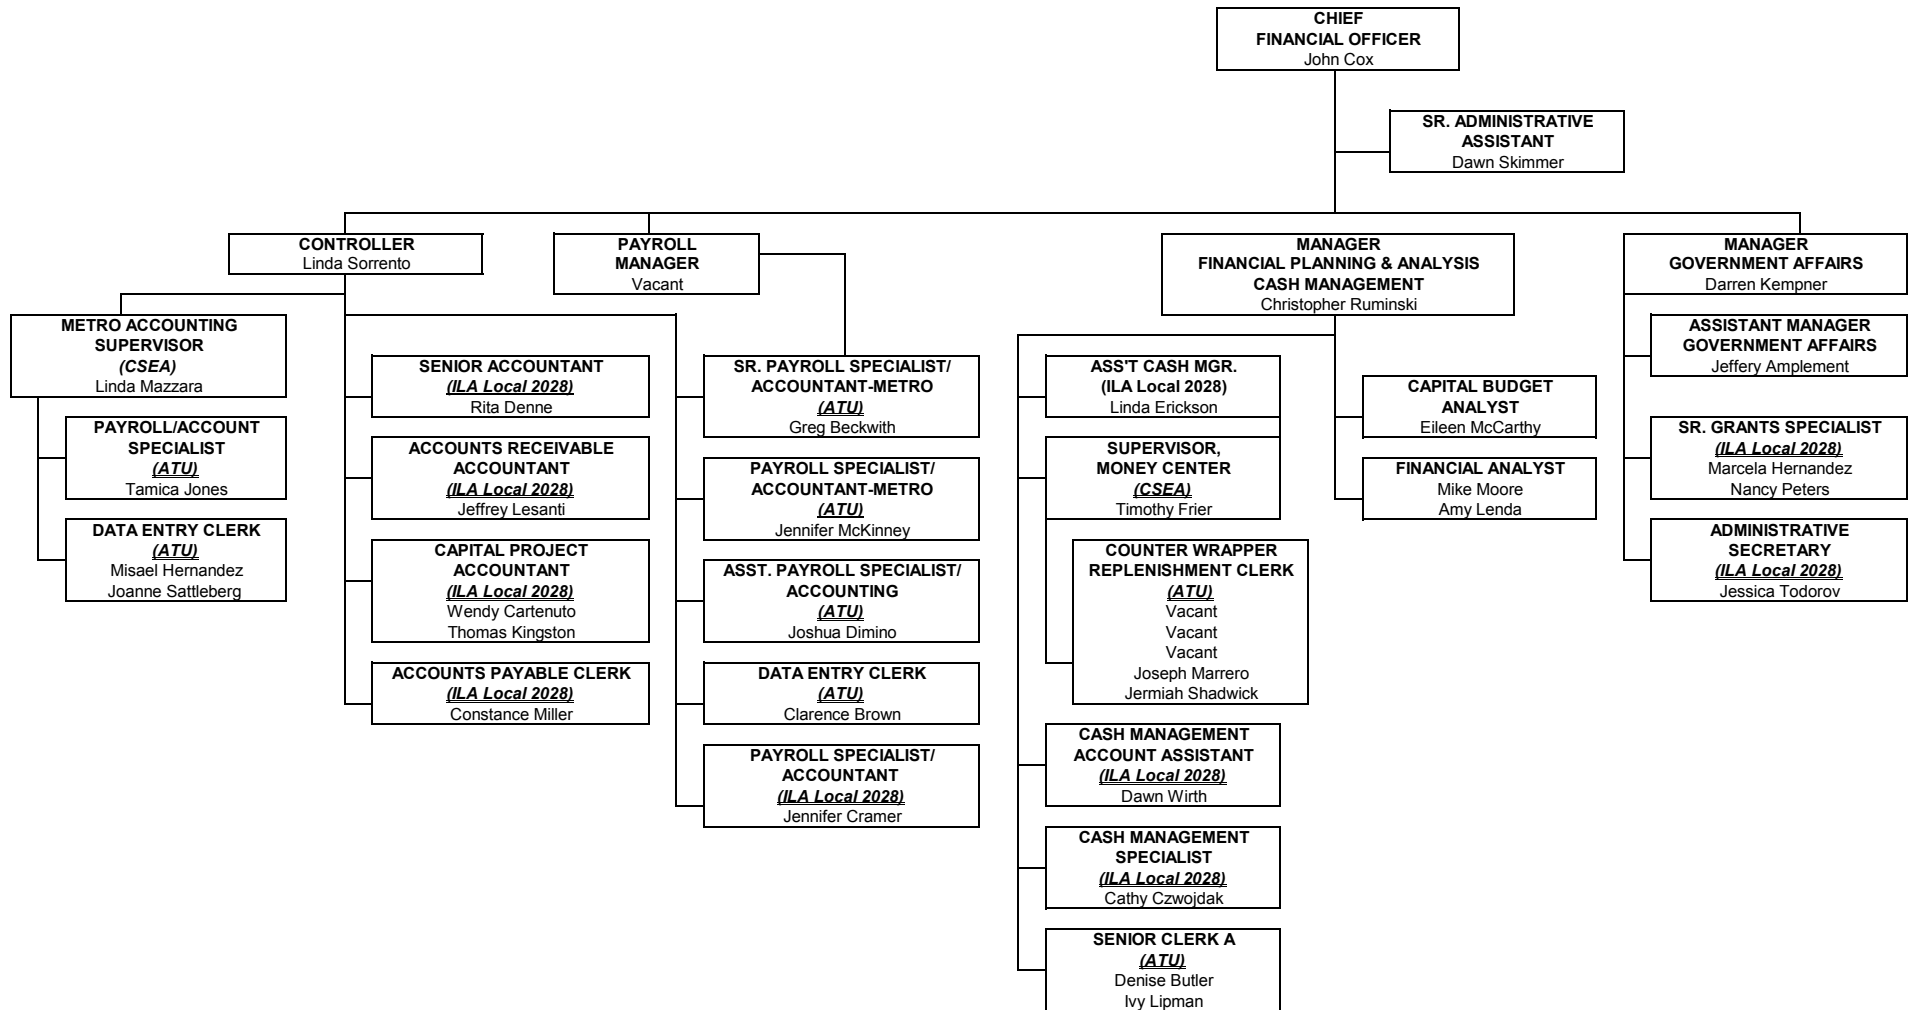 CHIEF
FINANCIAL OFFICER
John Cox
SR. ADMINISTRATIVE
ASSISTANT
Dawn Skimmer
CONTROLLER
Linda Sorrento
PAYROLL
MANAGER
Vacant
MANAGER
FINANCIAL PLANNING & ANALYSIS
CASH MANAGEMENT
Christopher Ruminski
MANAGER
GOVERNMENT AFFAIRS
Darren Kempner
METRO ACCOUNTING
SUPERVISOR
(CSEA)
Linda Mazzara
PAYROLL/ACCOUNT
SPECIALIST
(ATU)
Tamica Jones
DATA ENTRY CLERK
(ATU)
Misael Hernandez
Joanne Sattleberg
SENIOR ACCOUNTANT
(ILA Local 2028)
Rita Denne
ACCOUNTS RECEIVABLE
ACCOUNTANT
(ILA Local 2028)
Jeffrey Lesanti
CAPITAL PROJECT
ACCOUNTANT
(ILA Local 2028)
Wendy Cartenuto
Thomas Kingston
ACCOUNTS PAYABLE CLERK
(ILA Local 2028)
Constance Miller
SR. PAYROLL SPECIALIST/
ACCOUNTANT-METRO
(ATU)
Greg Beckwith
PAYROLL SPECIALIST/
ACCOUNTANT-METRO
(ATU)
Jennifer McKinney
ASST. PAYROLL SPECIALIST/
ACCOUNTING
(ATU)
Joshua Dimino
DATA ENTRY CLERK
(ATU)
Clarence Brown
PAYROLL SPECIALIST/
ACCOUNTANT
(ILA Local 2028)
Jennifer Cramer
ASS'T CASH MGR.
(ILA Local 2028)
Linda Erickson
SUPERVISOR,
MONEY CENTER
(CSEA)
Timothy Frier
COUNTER WRAPPER
REPLENISHMENT CLERK
(ATU)
Vacant
Vacant
Vacant
Joseph Marrero
Jermiah Shadwick
CASH MANAGEMENT
ACCOUNT ASSISTANT
(ILA Local 2028)
Dawn Wirth
CASH MANAGEMENT
SPECIALIST
(ILA Local 2028)
Cathy Czwojdak
SENIOR CLERK A
(ATU)
Denise Butler
Ivy Lipman
CAPITAL BUDGET
ANALYST
Eileen McCarthy
FINANCIAL ANALYST
Mike Moore
Amy Lenda
ASSISTANT MANAGER
GOVERNMENT AFFAIRS
Jeffery Amplement
SR. GRANTS SPECIALIST
(ILA Local 2028)
Marcela Hernandez
Nancy Peters
ADMINISTRATIVE
SECRETARY
(ILA Local 2028)
Jessica Todorov